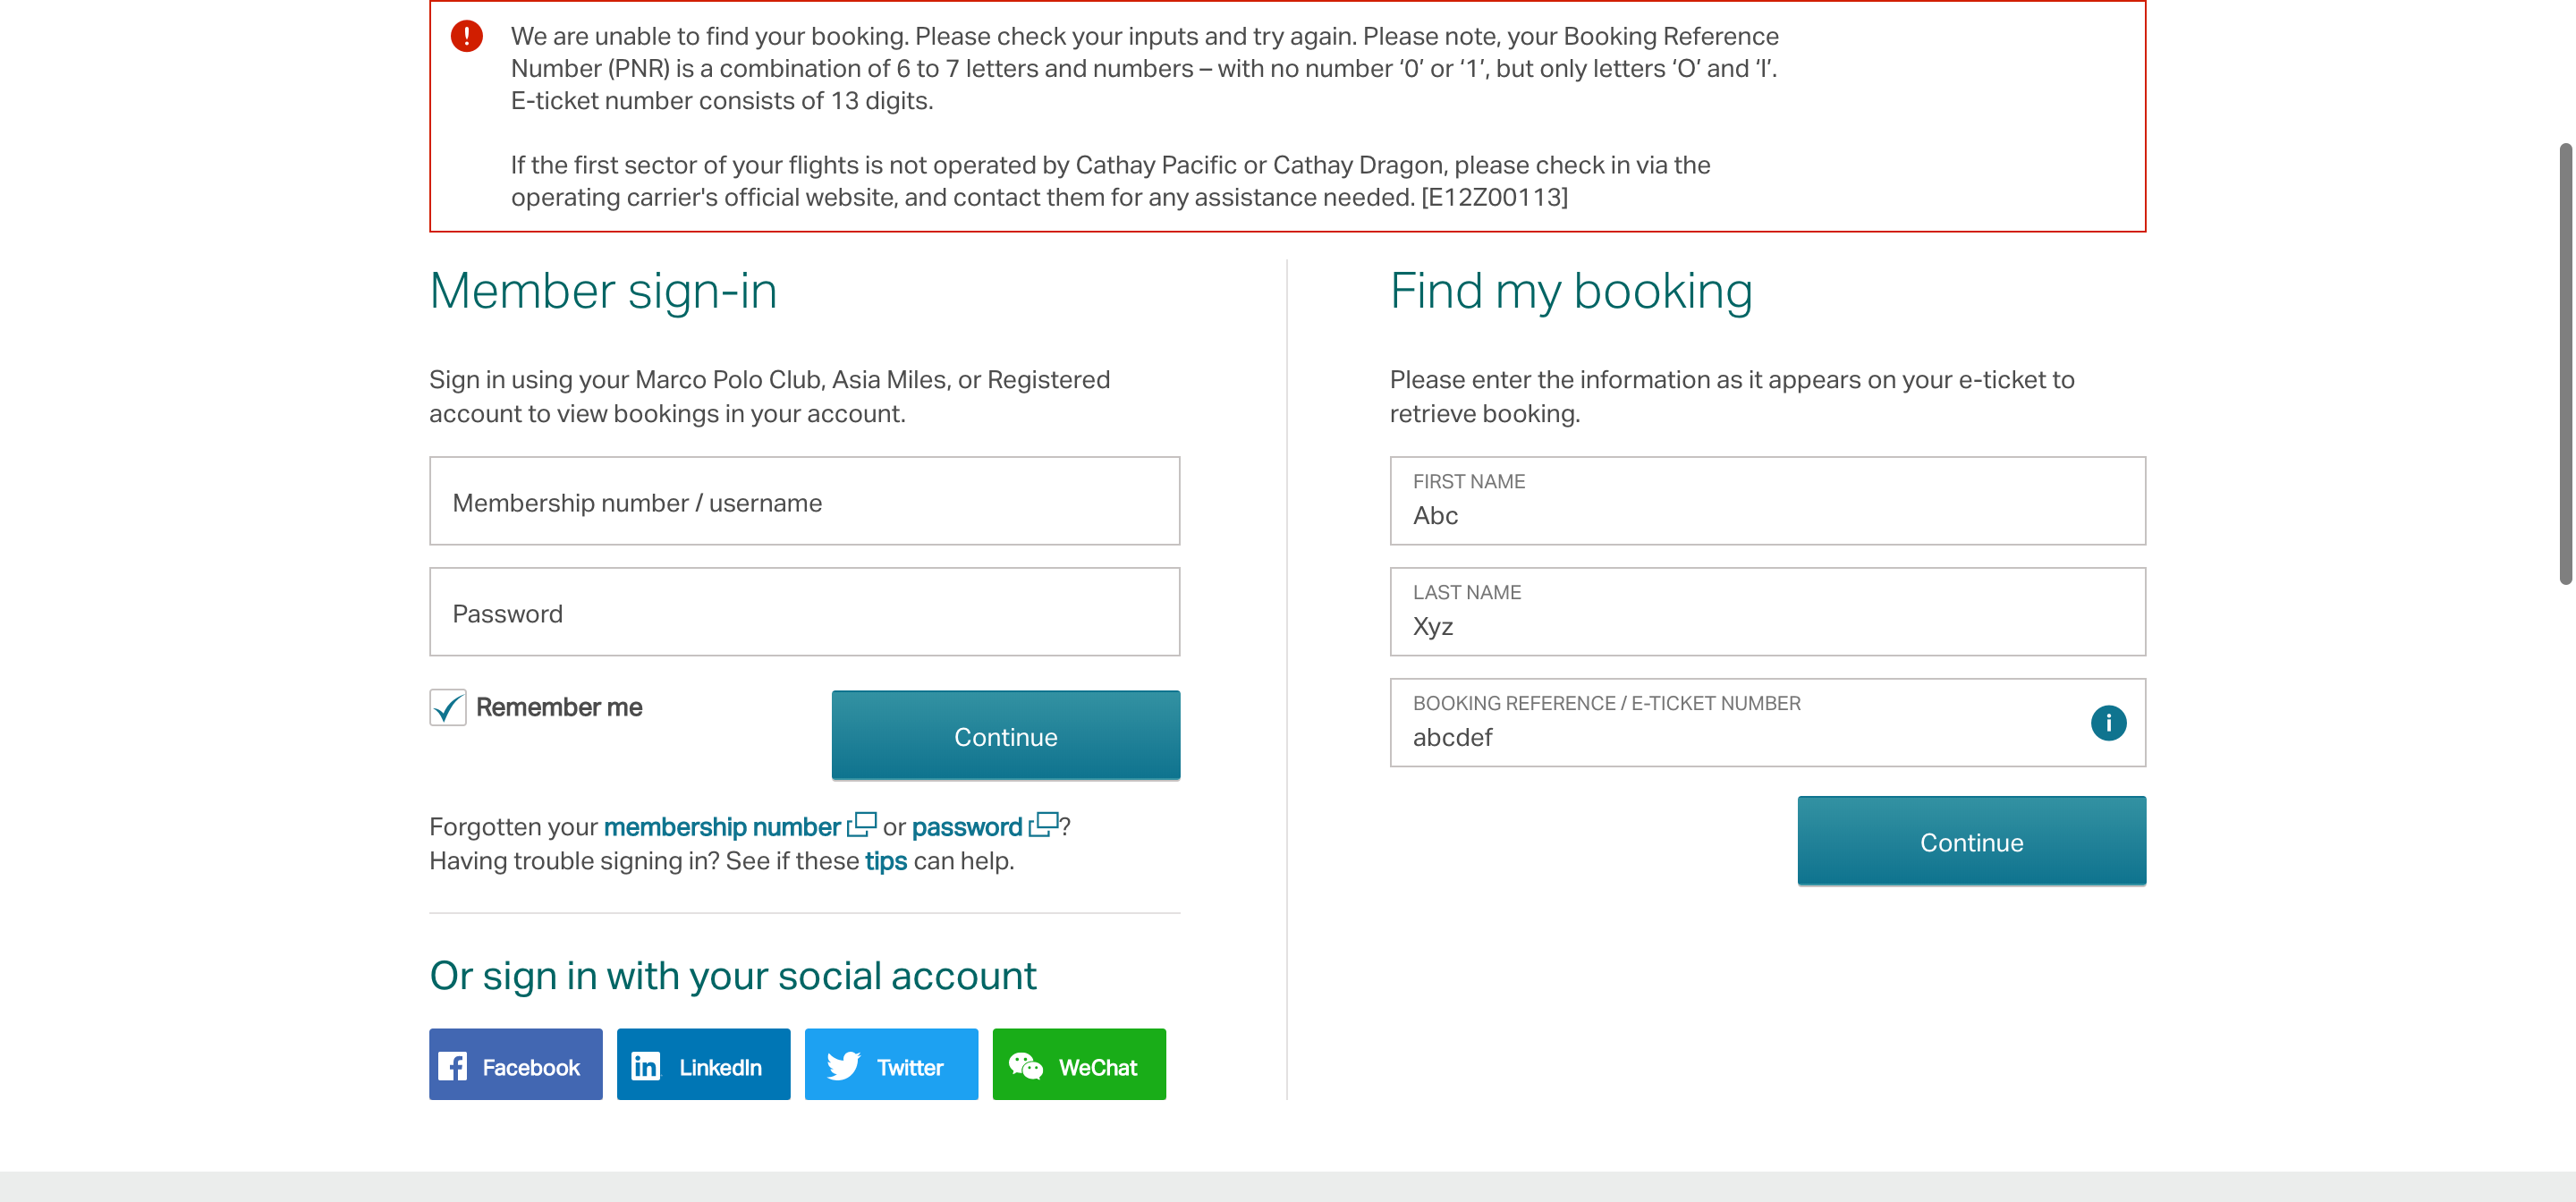 We are unable to find your booking. Please check your inputs and try again. Please note, your Booking Reference
Number (PNR) is a combination of 6 to 7 letters and numbers – with no number ‘0’ or ‘1’, but only letters ‘O’ and ‘I’.
E-ticket number consists of 13 digits.
If the first sector of your flights is not operated by Cathay Pacific or Cathay Dragon, please check in via the
operating carrier's official website, and contact them for any assistance needed. [E12Z00113]
Member sign-in
Sign in using your Marco Polo Club, Asia Miles, or Registered
account to view bookings in your account.
Membership number / username
Password
Remember me
Continue
Forgotten your membership number or password?
Having trouble signing in? See if these tips can help.
Or sign in with your social account
Facebook
LinkedIn
Twitter
WeChat
Find my booking
Please enter the information as it appears on your e-ticket to
retrieve booking.
FIRST NAME
Abc
LAST NAME
Xyz
BOOKING REFERENCE / E-TICKET NUMBER
abcdef
Continue